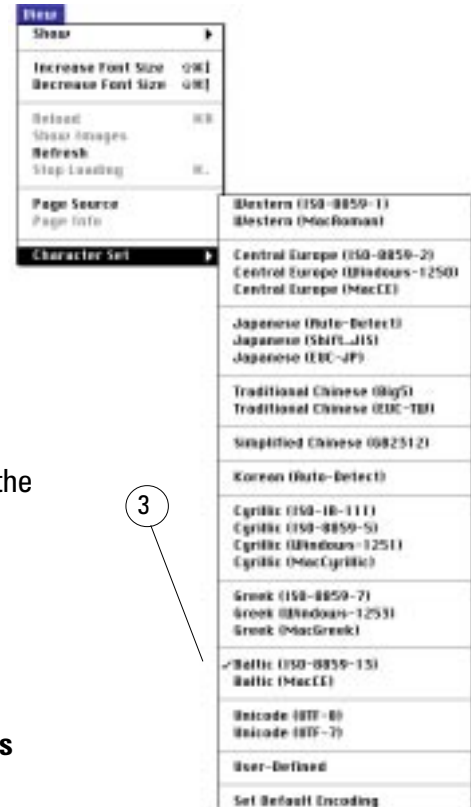 View
Show
Increase Font Size ⇧⌘]
Decrease Font Size ⇧⌘[
Reload ⌘R
Show Images
Refresh
Stop Loading ⌘.
Page Source
Page Info
Character Set
Western (ISO-8859-1)
Western (MacRoman)
Central Europe (ISO-8859-2)
Central Europe (Windows-1250)
Central Europe (MacCE)
Japanese (Auto-Detect)
Japanese (Shift_JIS)
Japanese (EUC-JP)
Traditional Chinese (Big5)
Traditional Chinese (EUC-TW)
Simplified Chinese (GB2312)
Korean (Auto-Detect)
Cyrillic (ISO-IR-111)
Cyrillic (ISO-8859-5)
Cyrillic (Windows-1251)
Cyrillic (MacCyrillic)
Greek (ISO-8859-7)
Greek (Windows-1253)
Greek (MacGreek)
✓Baltic (ISO-8859-13)
Baltic (MacCE)
Unicode (UTF-8)
Unicode (UTF-7)
User-Defined
Set Default Encoding
the
3
s